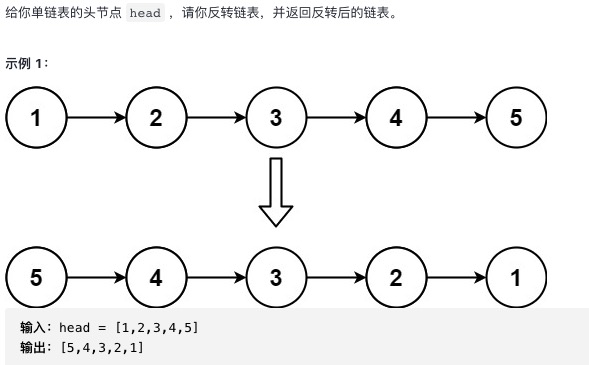 给你单链表的头节点 head ，请你反转链表，并返回反转后的链表。
示例 1：
1 2 3 4 5
5 4 3 2 1
输入：head = [1,2,3,4,5]
输出：[5,4,3,2,1]